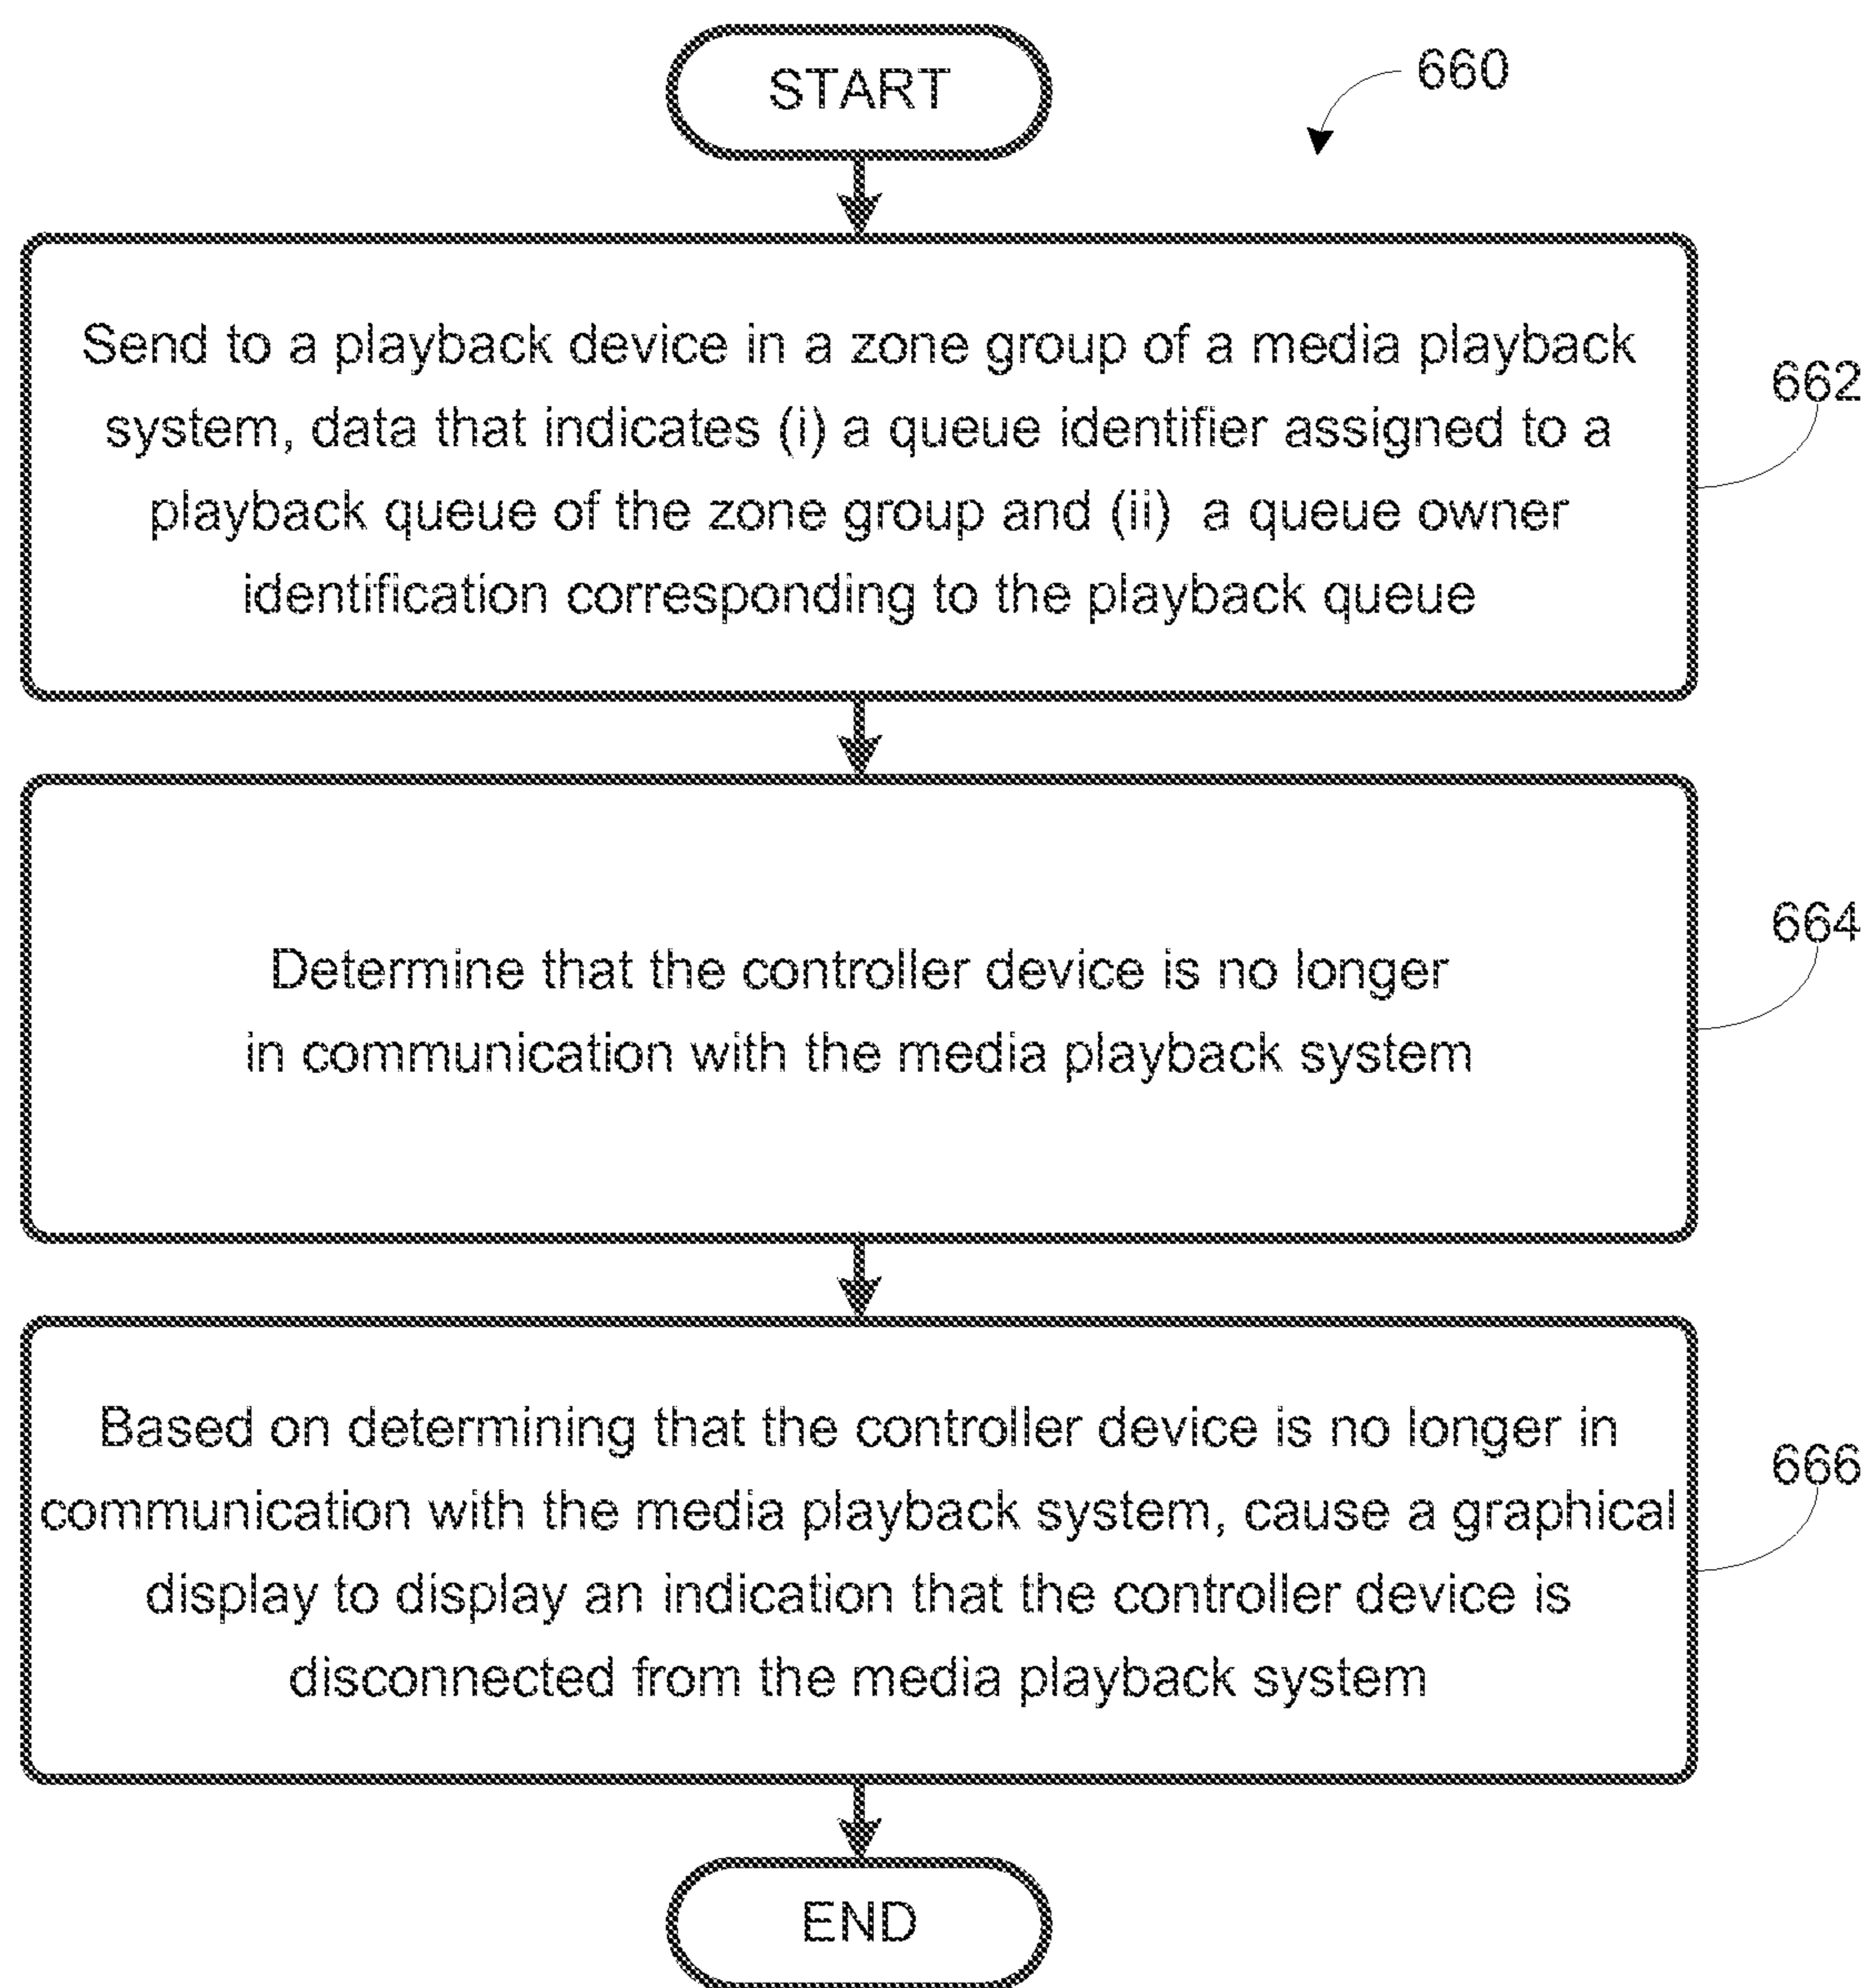 START
660
Send to a playback device in a zone group of a media playback
system, data that indicates (i) a queue identifier assigned to a
playback queue of the zone group and (ii) a queue owner
identification corresponding to the playback queue
662
Determine that the controller device is no longer
in communication with the media playback system
664
Based on determining that the controller device is no longer in
communication with the media playback system, cause a graphical
display to display an indication that the controller device is
disconnected from the media playback system
666
END